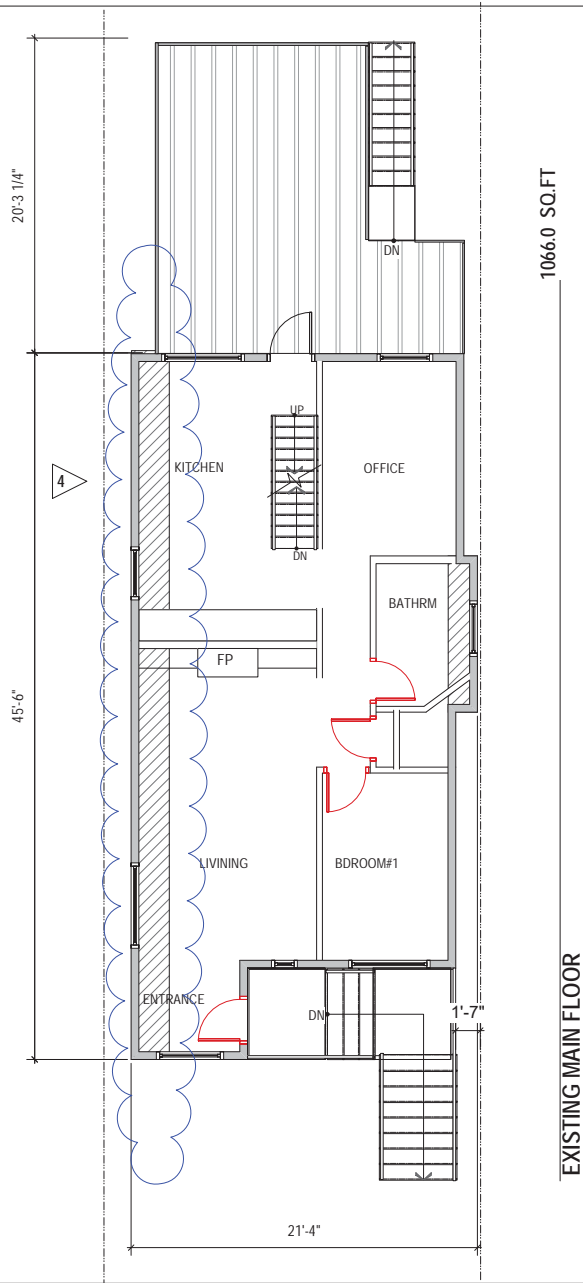 20'-3 1/4"
1066.0 SQ.FT
DN
UP
4
KITCHEN
OFFICE
DN
BATHRM
FP
45'-6"
LIVINING
BDROOM#1
ENTRANCE
DN
1'-7"
EXISTING MAIN FLOOR
21'-4"